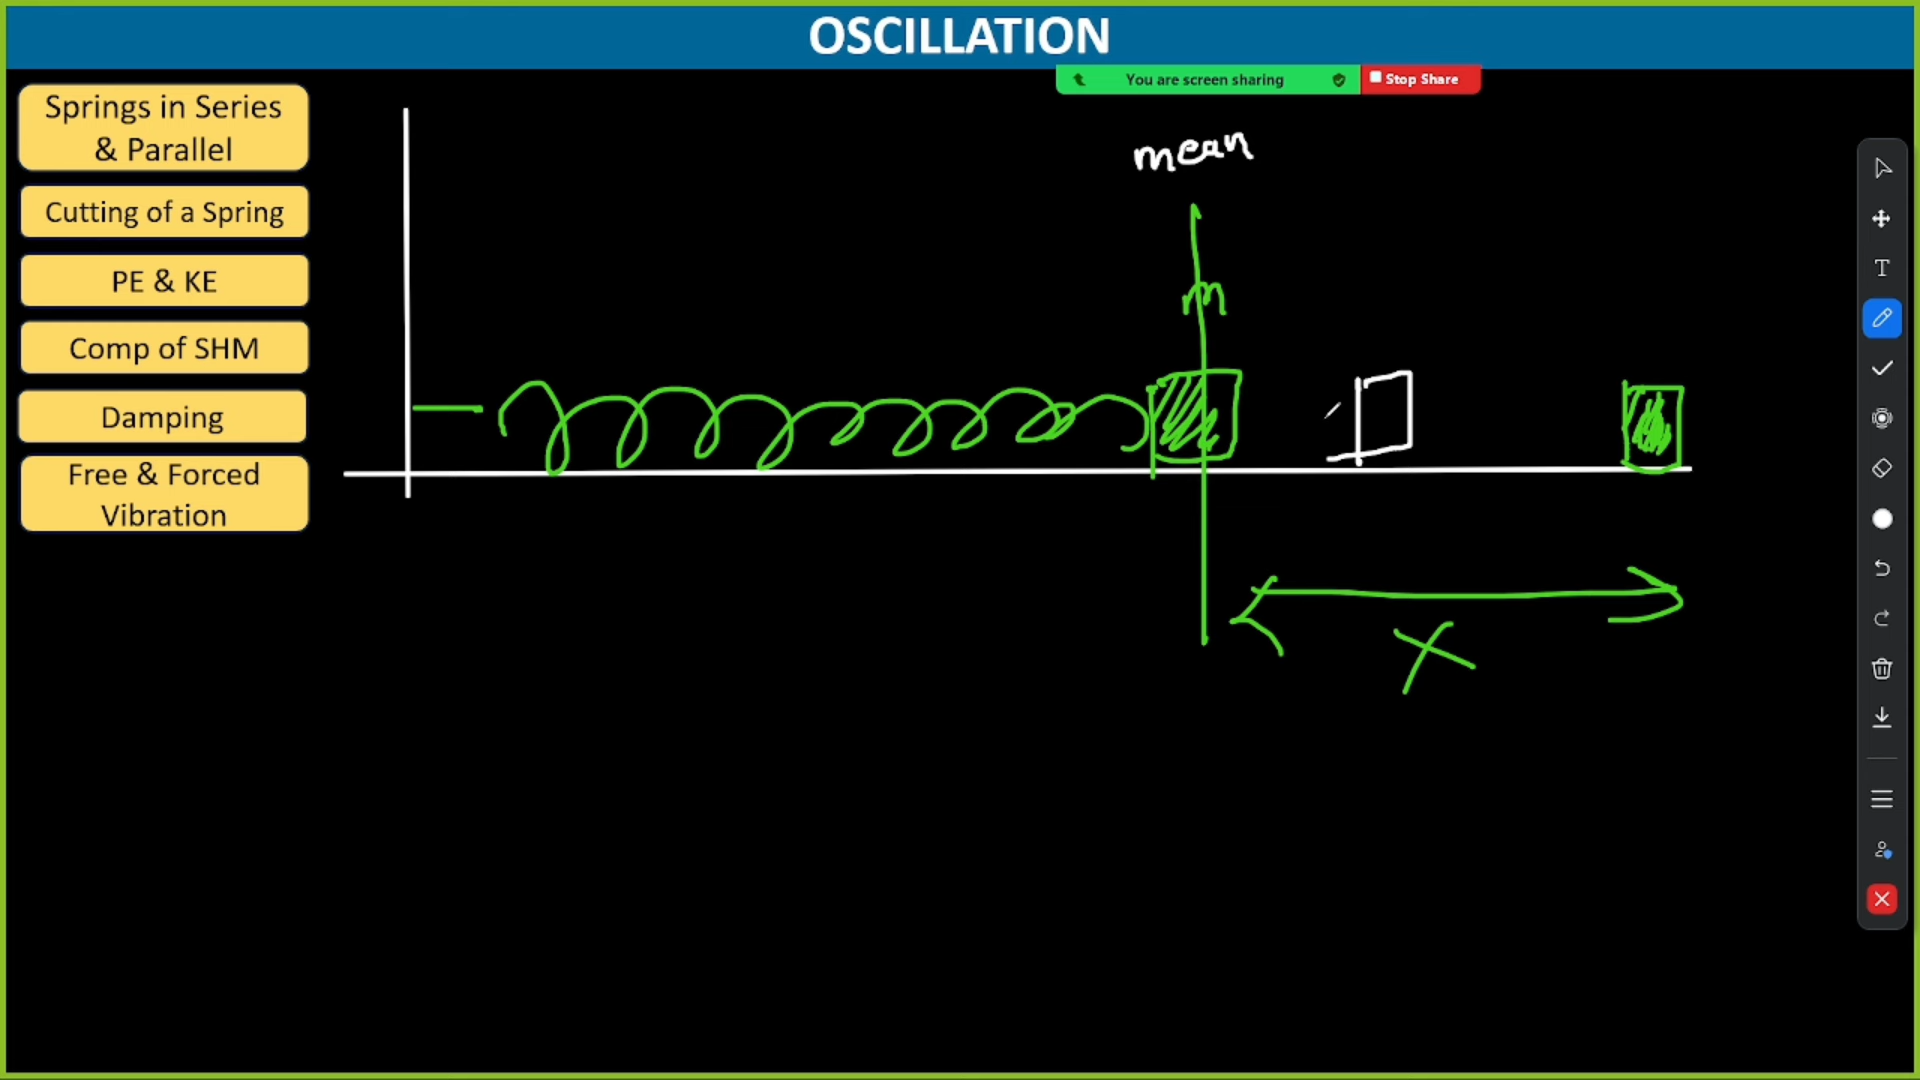 OSCILLATION
You are screen sharing
Stop Share
Springs in Series
& Parallel
Cutting of a Spring
PE & KE
Comp of SHM
Damping
Free & Forced
Vibration
mean
m
x
T